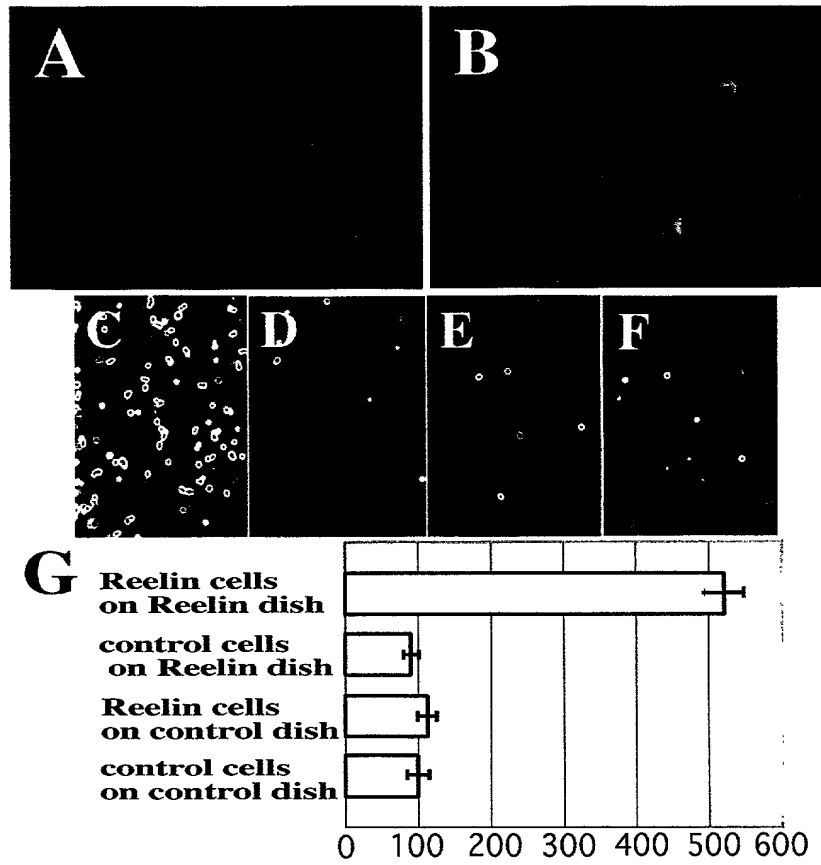 A
B
C
D
E
F
G
Reelin cells
on Reelin dish
control cells
on Reelin dish
Reelin cells
on control dish
control cells
on control dish
0 100 200 300 400 500 600